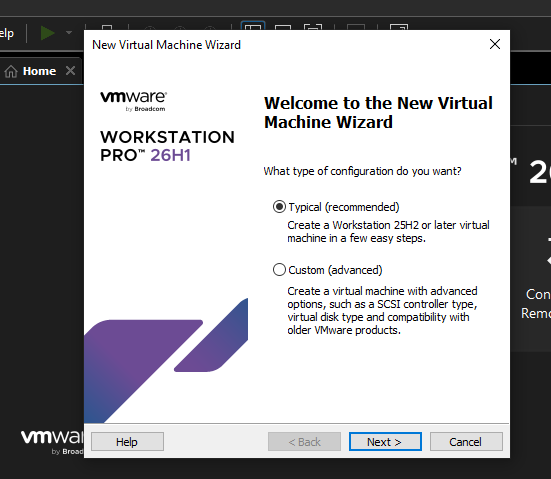 elp
New Virtual Machine Wizard
Home
vmware®
by Broadcom
WORKSTATION
PRO™ 26H1
Welcome to the New Virtual
Machine Wizard
What type of configuration do you want?
Typical (recommended)
Create a Workstation 25H2 or later virtual
machine in a few easy steps.
Custom (advanced)
Create a virtual machine with advanced
options, such as a SCSI controller type,
virtual disk type and compatibility with
older VMware products.
™ 2
Con
Remo
vmwa
by Broad
Help
< Back
Next >
Cancel